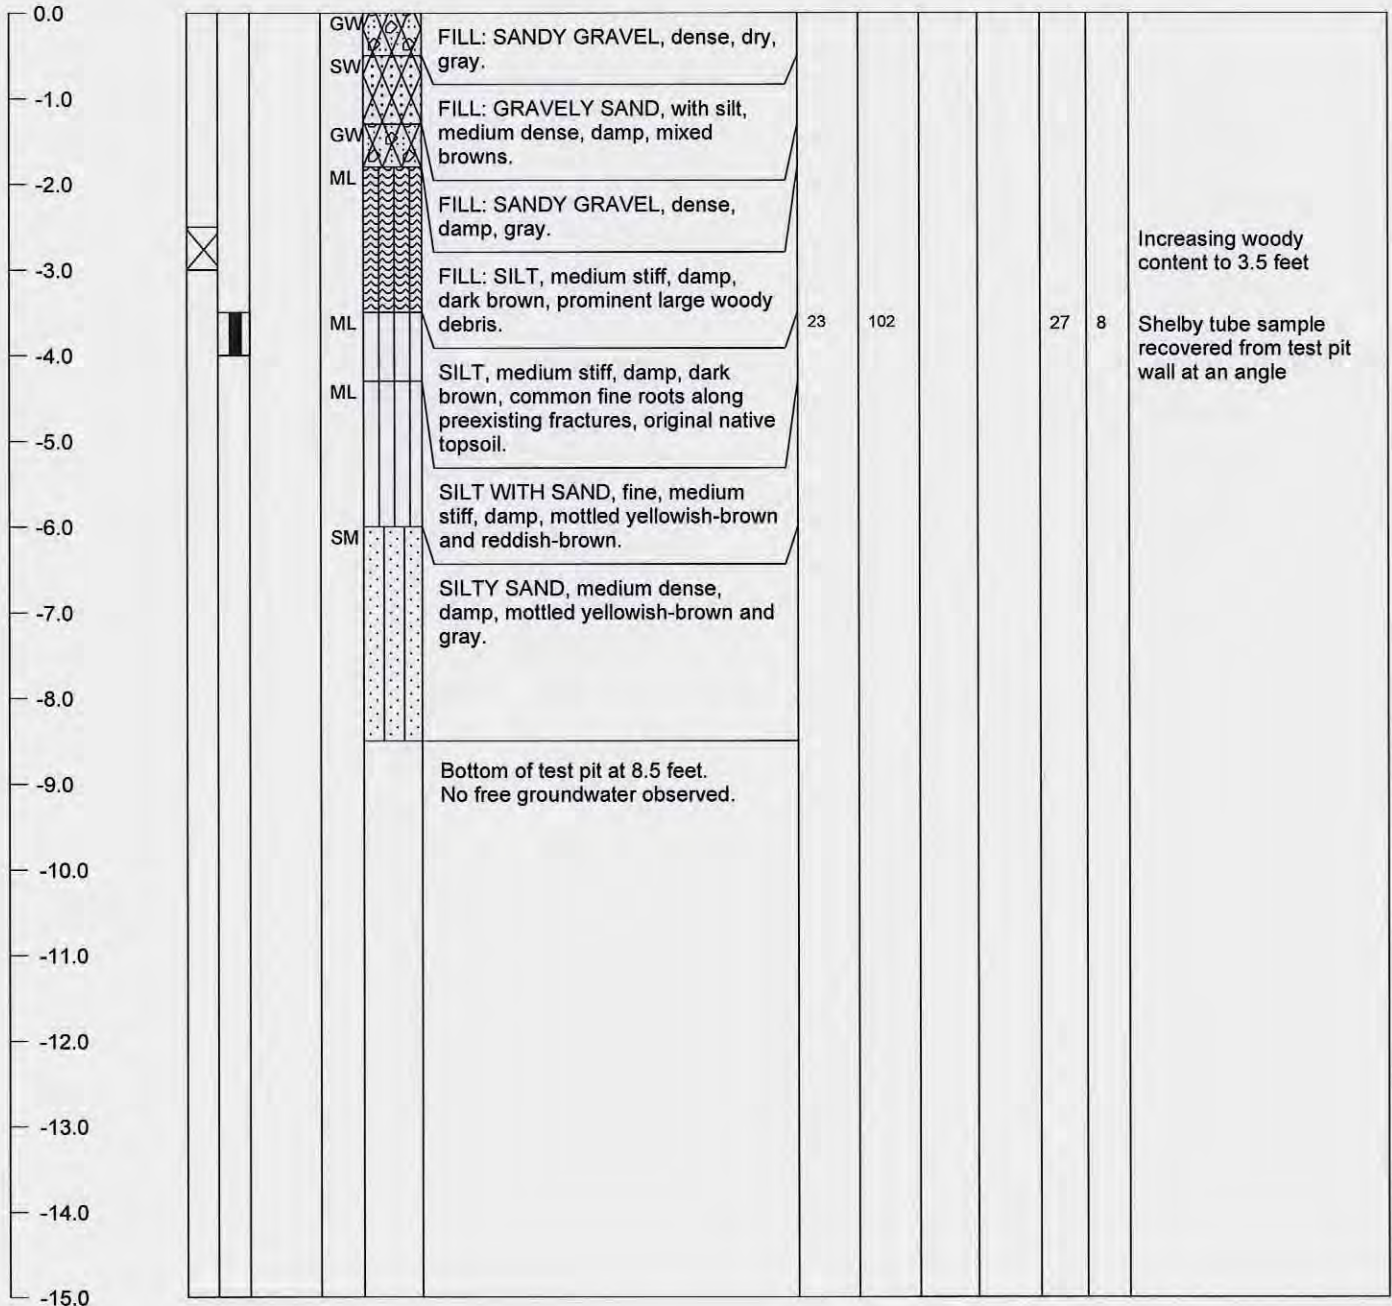 0.0
-1.0
-2.0
-3.0
-4.0
-5.0
-6.0
-7.0
-8.0
-9.0
-10.0
-11.0
-12.0
-13.0
-14.0
-15.0
GW
SW
GW
ML
ML
ML
SM
FILL: SANDY GRAVEL, dense, dry,
gray.
FILL: GRAVELY SAND, with silt,
medium dense, damp, mixed
browns.
FILL: SANDY GRAVEL, dense,
damp, gray.
FILL: SILT, medium stiff, damp,
dark brown, prominent large woody
debris.
SILT, medium stiff, damp, dark
brown, common fine roots along
preexisting fractures, original native
topsoil.
SILT WITH SAND, fine, medium
stiff, damp, mottled yellowish-brown
and reddish-brown.
SILTY SAND, medium dense,
damp, mottled yellowish-brown and
gray.
Bottom of test pit at 8.5 feet.
No free groundwater observed.
23 102 27 8
Increasing woody
content to 3.5 feet
Shelby tube sample
recovered from test pit
wall at an angle